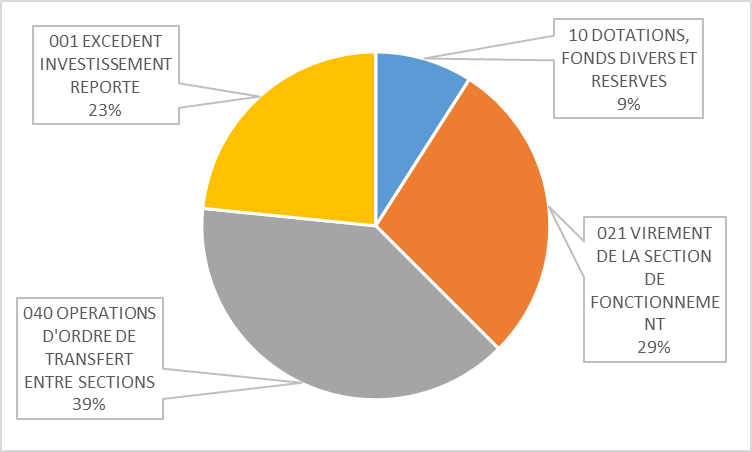 001 EXCEDENT
INVESTISSEMENT
REPORTE
23%
10 DOTATIONS,
FONDS DIVERS ET
RESERVES
9%
021 VIREMENT
DE LA SECTION
DE
FONCTIONNEME
NT
29%
040 OPERATIONS
D'ORDRE DE
TRANSFERT
ENTRE SECTIONS
39%